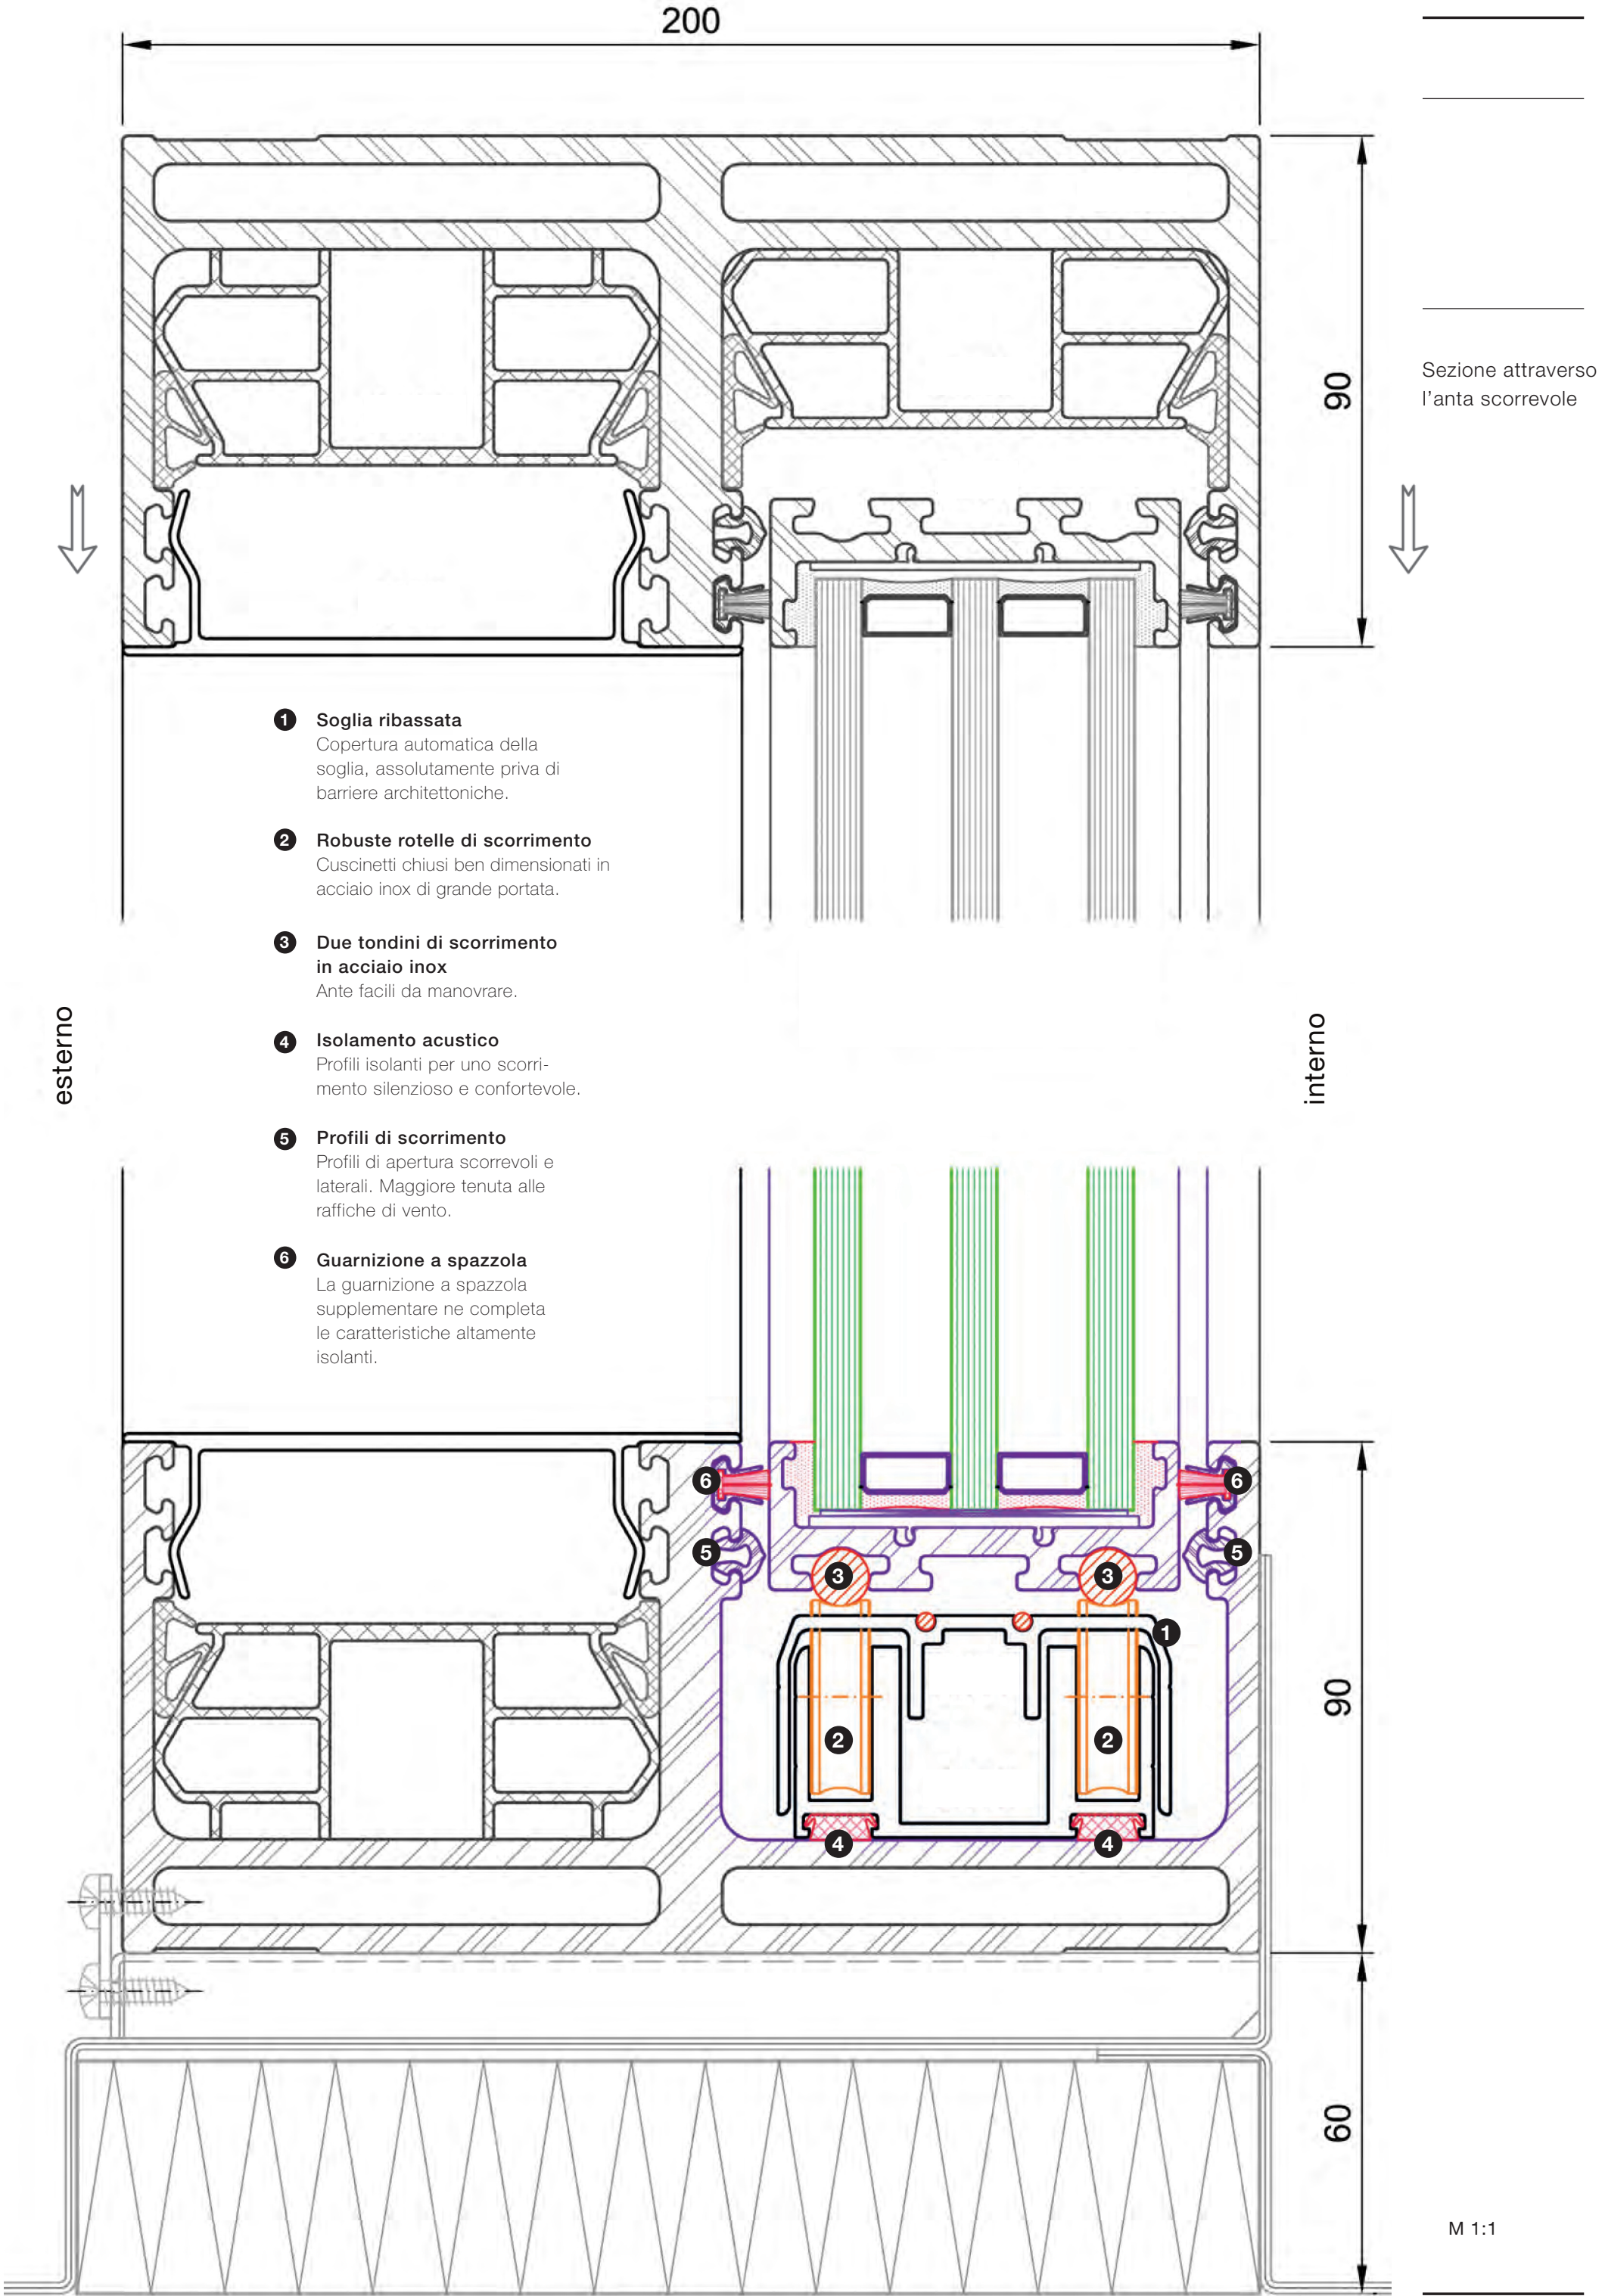 200
90
Sezione attraverso
l'anta scorrevole
1 Soglia ribassata
Copertura automatica della
soglia, assolutamente priva di
barriere architettoniche.
2 Robuste rotelle di scorrimento
Cuscinetti chiusi ben dimensionati in
acciaio inox di grande portata.
3 Due tondini di scorrimento
in acciaio inox
Ante facili da manovrare.
4 Isolamento acustico
Profili isolanti per uno scorri-
mento silenzioso e confortevole.
5 Profili di scorrimento
Profili di apertura scorrevoli e
laterali. Maggiore tenuta alle
raffiche di vento.
6 Guarnizione a spazzola
La guarnizione a spazzola
supplementare ne completa
le caratteristiche altamente
isolanti.
esterno
interno
6 6
5 5
3 3
1
2 2
4 4
90
60
M 1:1